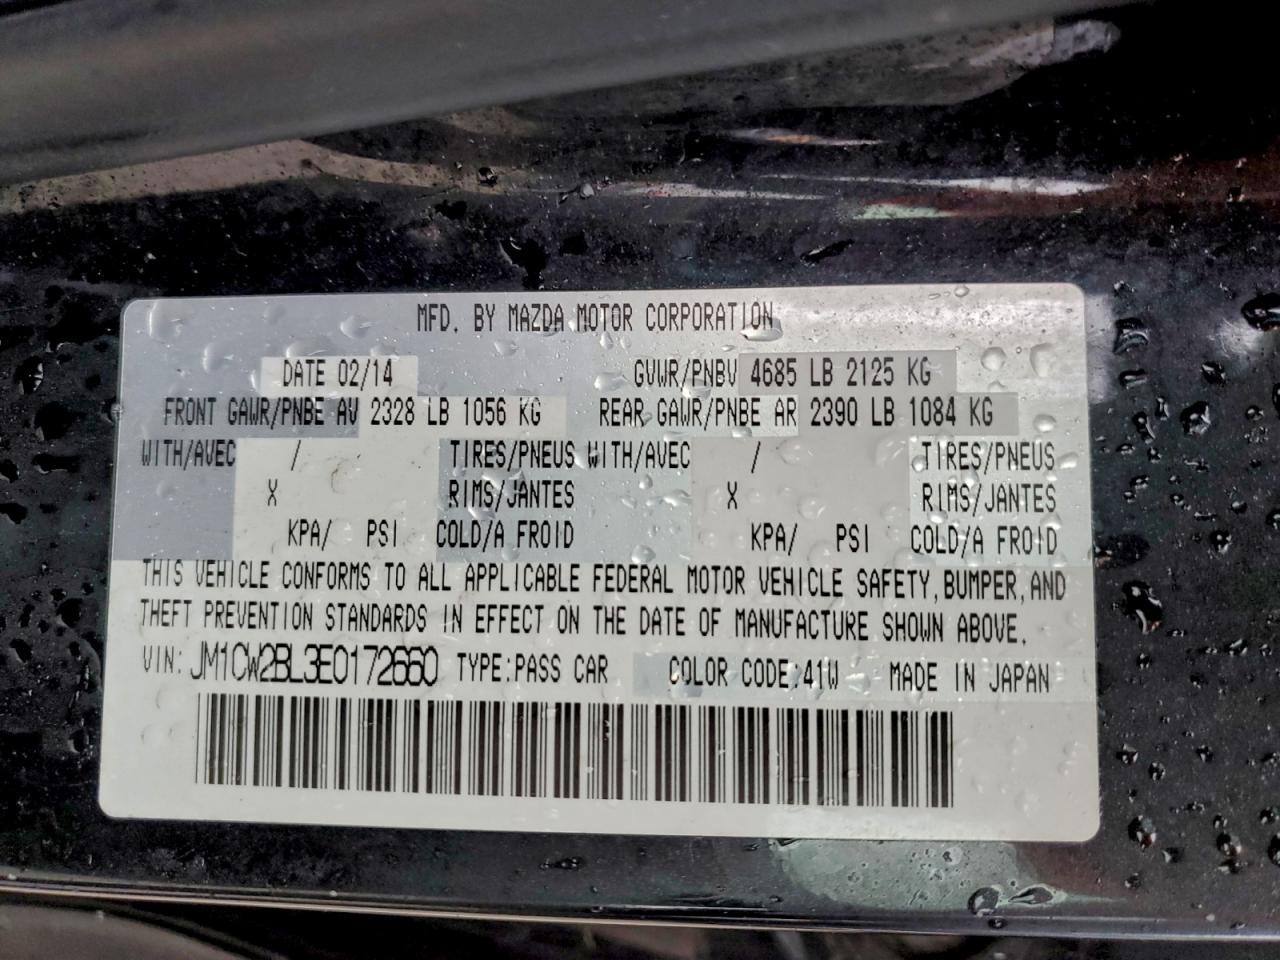 MFD. BY MAZDA MOTOR CORPORATION
DATE 02/14 GVWR/PNBV 4685 LB 2125 KG
FRONT GAWR/PNBE AV 2328 LB 1056 KG REAR GAWR/PNBE AR 2390 LB 1084 KG
WITH/AVEC / TIRES/PNEUS WITH/AVEC / TIRES/PNEUS
X RIMS/JANTES X RIMS/JANTES
KPA/ PSI COLD/A FROID KPA/ PSI COLD/A FROID
THIS VEHICLE CONFORMS TO ALL APPLICABLE FEDERAL MOTOR VEHICLE SAFETY, BUMPER, AND
THEFT PREVENTION STANDARDS IN EFFECT ON THE DATE OF MANUFACTURE SHOWN ABOVE.
VIN: JM1CW2BL3E0172660 TYPE:PASS CAR COLOR CODE:41W MADE IN JAPAN